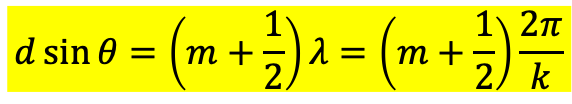 d sin θ = (m + 1/2) λ = (m + 1/2) 2π/k